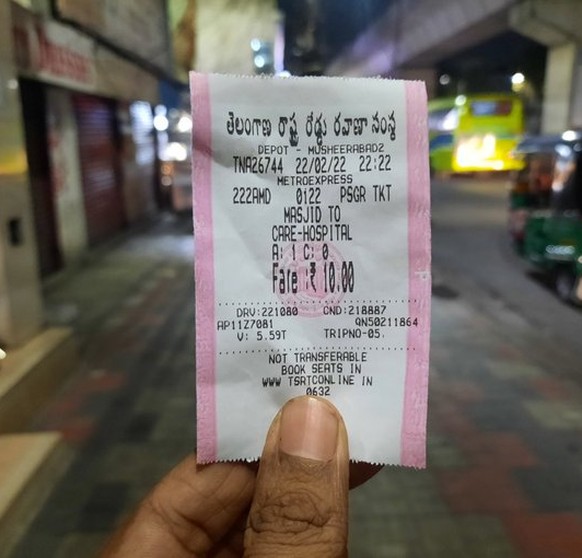 తెలంగాణ రాష్ట్ర రోడ్డు రవాణా సంస్థ
DEPOT - MUSHEERABAD2
TNA26744 22/02/22 22:22
METROEXPRESS
222AMD 0122 PSGR TKT
MASJID TO
CARE-HOSPITAL
A: 1 C: 0
Fare :₹ 10.00
DRV:221080 CND:218887
AP11Z7081 QN50211864
V: 5.59T TRIPNO-05.
NOT TRANSFERABLE
BOOK SEATS IN
WWW TSRTCONLINE IN
0632